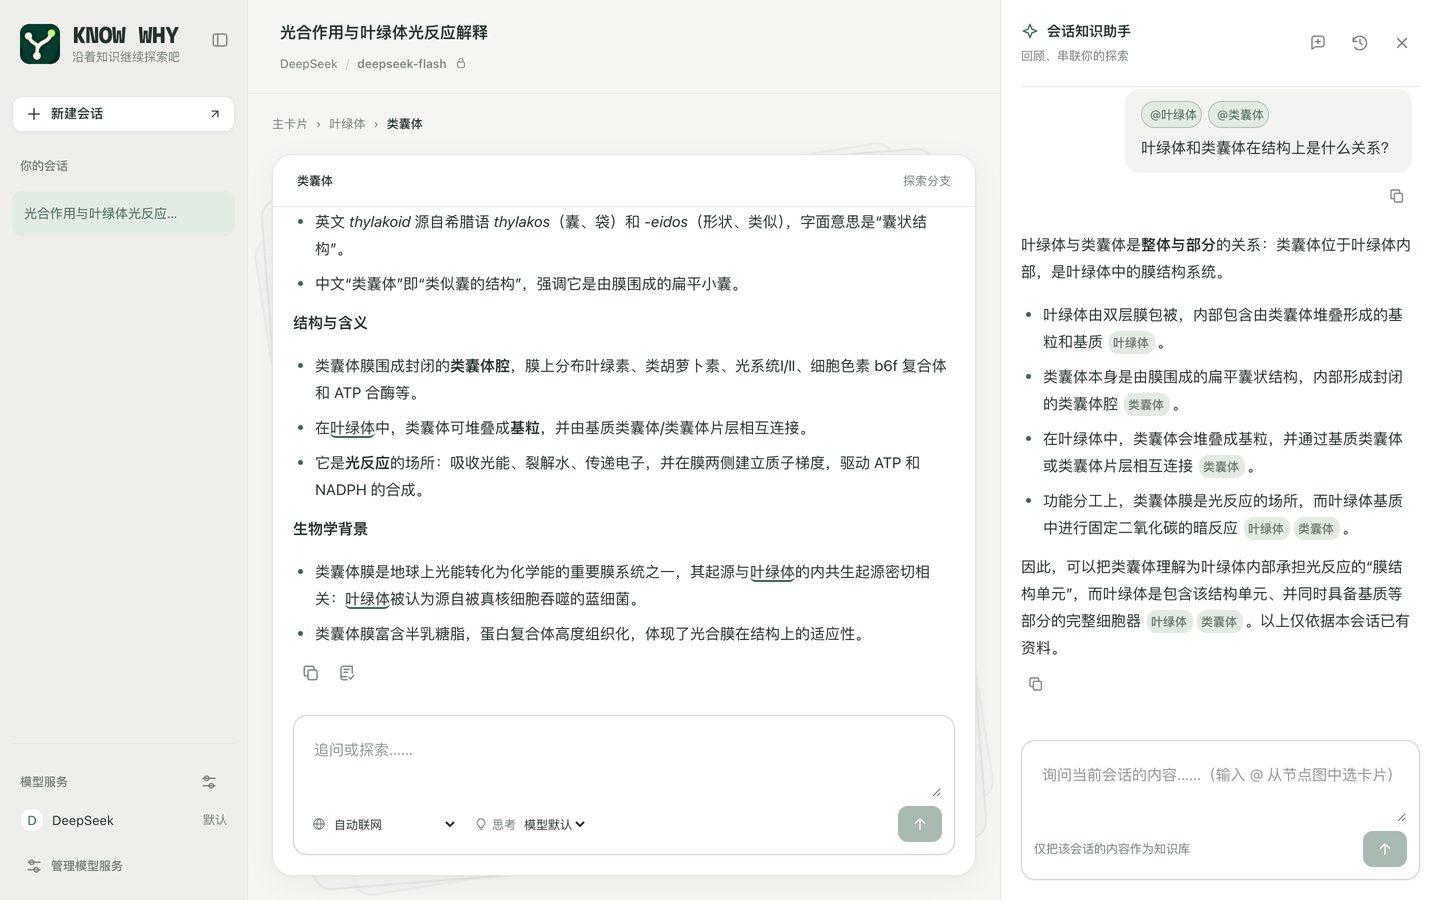 KNOW WHY
沿着知识继续探索吧
新建会话
你的会话
光合作用与叶绿体光反应...
模型服务
D DeepSeek 默认
管理模型服务
光合作用与叶绿体光反应解释
DeepSeek / deepseek-flash
主卡片 › 叶绿体 › 类囊体
类囊体 探索分支
• 英文 thylakoid 源自希腊语 thylakos（囊、袋）和 -eidos（形状、类似），字面意思是“囊状结
构”。
• 中文“类囊体”即“类似囊的结构”，强调它是由膜围成的扁平小囊。
结构与含义
• 类囊体膜围成封闭的类囊体腔，膜上分布叶绿素、类胡萝卜素、光系统I/II、细胞色素 b6f 复合体
和 ATP 合酶等。
• 在叶绿体中，类囊体可堆叠成基粒，并由基质类囊体/类囊体片层相互连接。
• 它是光反应的场所：吸收光能、裂解水、传递电子，并在膜两侧建立质子梯度，驱动 ATP 和
NADPH 的合成。
生物学背景
• 类囊体膜是地球上光能转化为化学能的重要膜系统之一，其起源与叶绿体的内共生起源密切相
关：叶绿体被认为源自被真核细胞吞噬的蓝细菌。
• 类囊体膜富含半乳糖脂，蛋白复合体高度组织化，体现了光合膜在结构上的适应性。
追问或探索……
自动联网 思考 模型默认
会话知识助手
回顾、串联你的探索
@叶绿体 @类囊体
叶绿体和类囊体在结构上是什么关系？
叶绿体与类囊体是整体与部分的关系：类囊体位于叶绿体内
部，是叶绿体中的膜结构系统。
• 叶绿体由双层膜包被，内部包含由类囊体堆叠形成的基
粒和基质 叶绿体 。
• 类囊体本身是由膜围成的扁平囊状结构，内部形成封闭
的类囊体腔 类囊体 。
• 在叶绿体中，类囊体会堆叠成基粒，并通过基质类囊体
或类囊体片层相互连接 类囊体 。
• 功能分工上，类囊体膜是光反应的场所，而叶绿体基质
中进行固定二氧化碳的暗反应 叶绿体 类囊体 。
因此，可以把类囊体理解为叶绿体内部承担光反应的“膜结
构单元”，而叶绿体是包含该结构单元、并同时具备基质等
部分的完整细胞器 叶绿体 类囊体 。以上仅依据本会话已有
资料。
询问当前会话的内容……（输入 @ 从节点图中选卡片）
仅把该会话的内容作为知识库